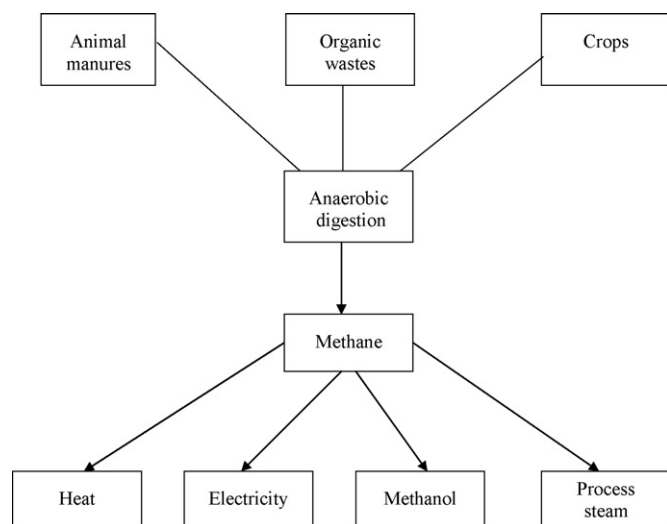 Animal
manures
Organic
wastes
Crops
Anaerobic
digestion
Methane
Heat
Electricity
Methanol
Process
steam